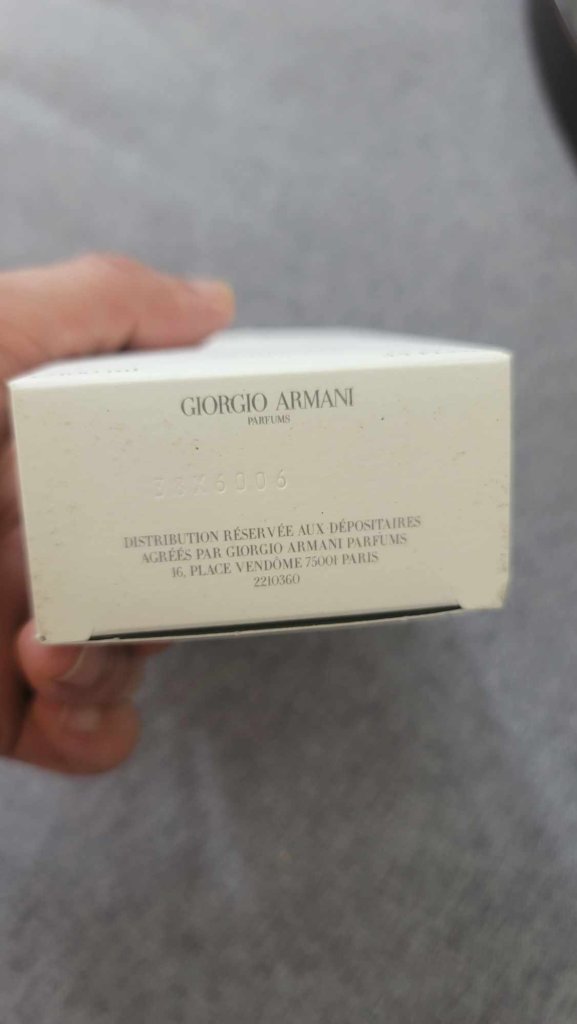 GIORGIO ARMANI
PARFUMS
DISTRIBUTION RÉSERVÉE AUX DÉPOSITAIRES
AGRÉÉS PAR GIORGIO ARMANI PARFUMS
16, PLACE VENDÔME 75001 PARIS
2210360